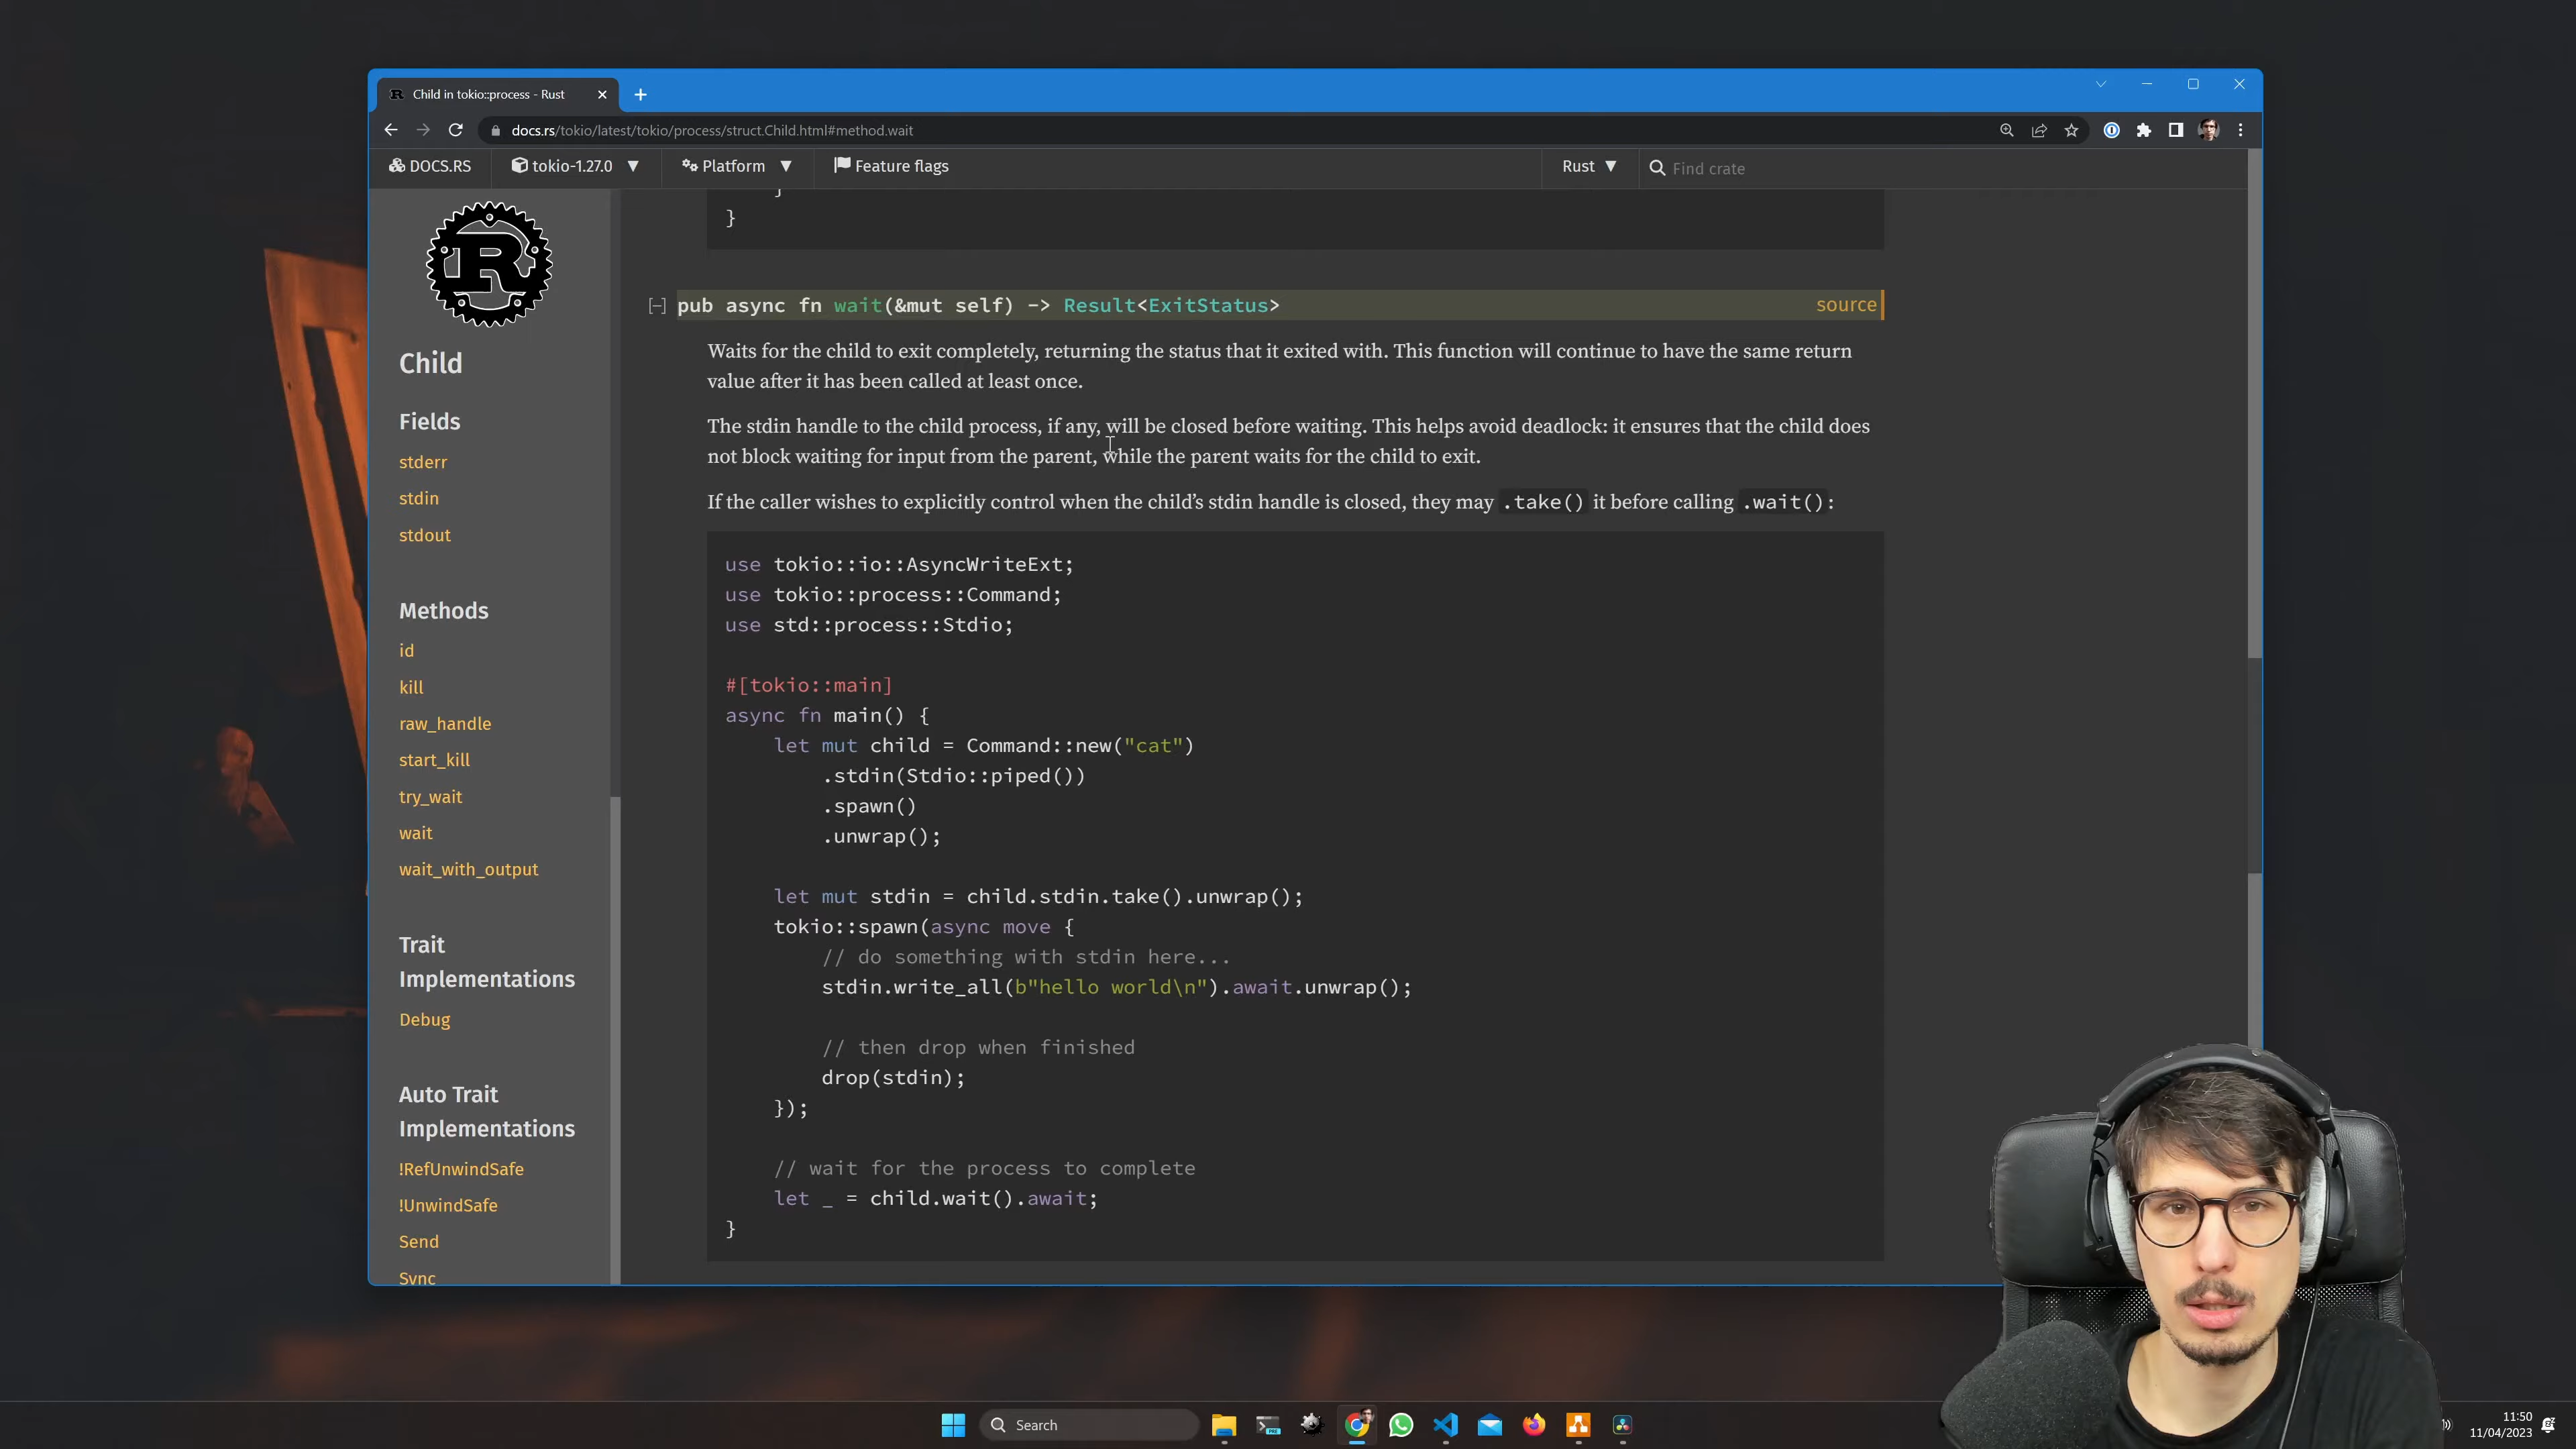 Child in tokio::process - Rust
docs.rs/tokio/latest/tokio/process/struct.Child.html#method.wait
DOCS.RS
tokio-1.27.0
Platform
Feature flags
Rust
Find crate
R
Child
Fields
stderr
stdin
stdout
Methods
id
kill
raw_handle
start_kill
try_wait
wait
wait_with_output
Trait
Implementations
Debug
Auto Trait
Implementations
!RefUnwindSafe
!UnwindSafe
Send
Sync
}
}
[-] pub async fn wait(&mut self) -> Result<ExitStatus>
source
Waits for the child to exit completely, returning the status that it exited with. This function will continue to have the same return
value after it has been called at least once.
The stdin handle to the child process, if any, will be closed before waiting. This helps avoid deadlock: it ensures that the child does
not block waiting for input from the parent, while the parent waits for the child to exit.
If the caller wishes to explicitly control when the child's stdin handle is closed, they may .take() it before calling .wait():
use tokio::io::AsyncWriteExt;
use tokio::process::Command;
use std::process::Stdio;
#[tokio::main]
async fn main() {
    let mut child = Command::new("cat")
        .stdin(Stdio::piped())
        .spawn()
        .unwrap();
    let mut stdin = child.stdin.take().unwrap();
    tokio::spawn(async move {
        // do something with stdin here...
        stdin.write_all(b"hello world\n").await.unwrap();
        // then drop when finished
        drop(stdin);
    });
    // wait for the process to complete
    let _ = child.wait().await;
}
Search
11:50
11/04/2023